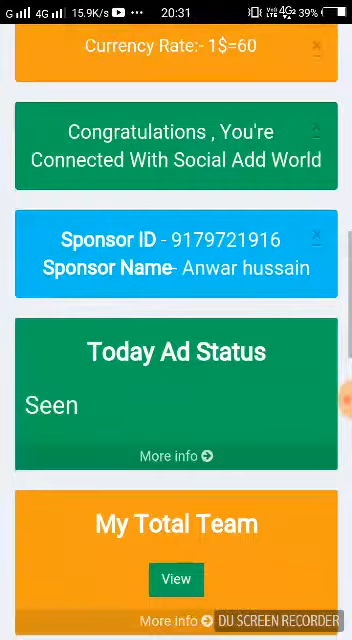 G 4G 15.9K/s 20:31 VoLTE 4G2 39%
Currency Rate:- 1$=60 ×
Congratulations , You're ×
Connected With Social Add World
Sponsor ID - 9179721916 ×
Sponsor Name- Anwar hussain
Today Ad Status
Seen
More info
My Total Team
View
More info
DU SCREEN RECORDER